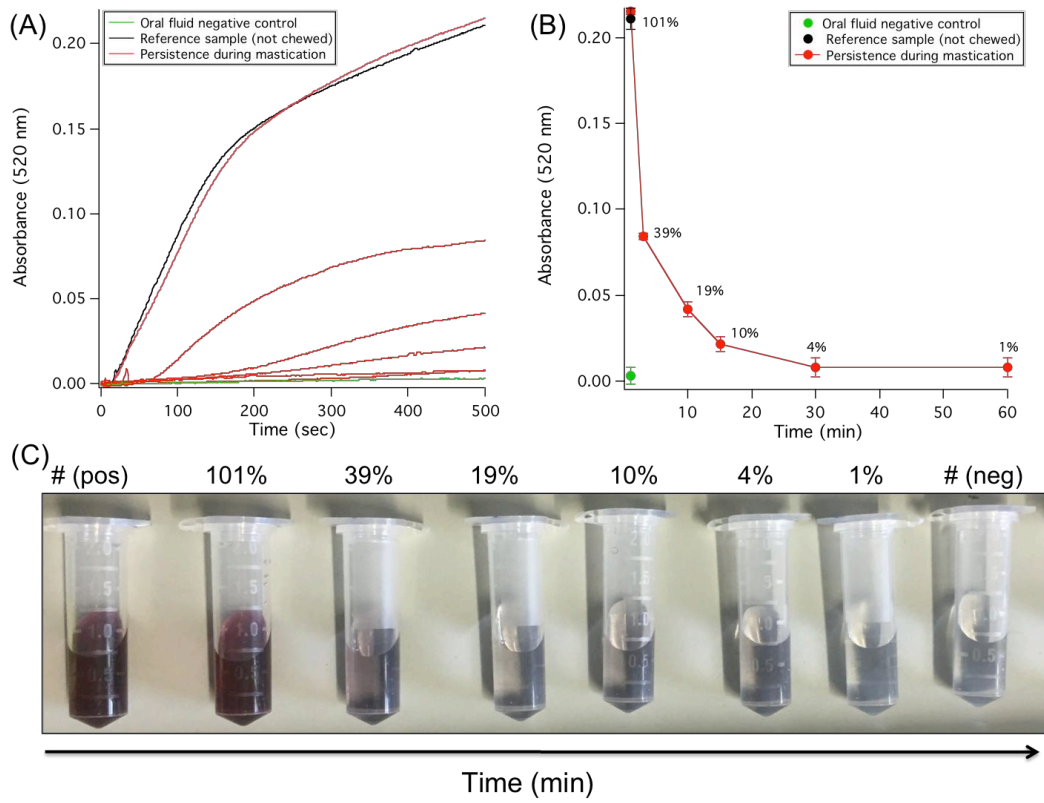 (A)
Oral fluid negative control
Reference sample (not chewed)
Persistence during mastication
Absorbance (520 nm)
0.20
0.15
0.10
0.05
0.00
0 100 200 300 400 500
Time (sec)
(B)
Oral fluid negative control
Reference sample (not chewed)
Persistence during mastication
Absorbance (520 nm)
0.20
0.15
0.10
0.05
0.00
101%
39%
19%
10%
4%
1%
10 20 30 40 50 60
Time (min)
(C)
# (pos) 101% 39% 19% 10% 4% 1% # (neg)
Time (min)